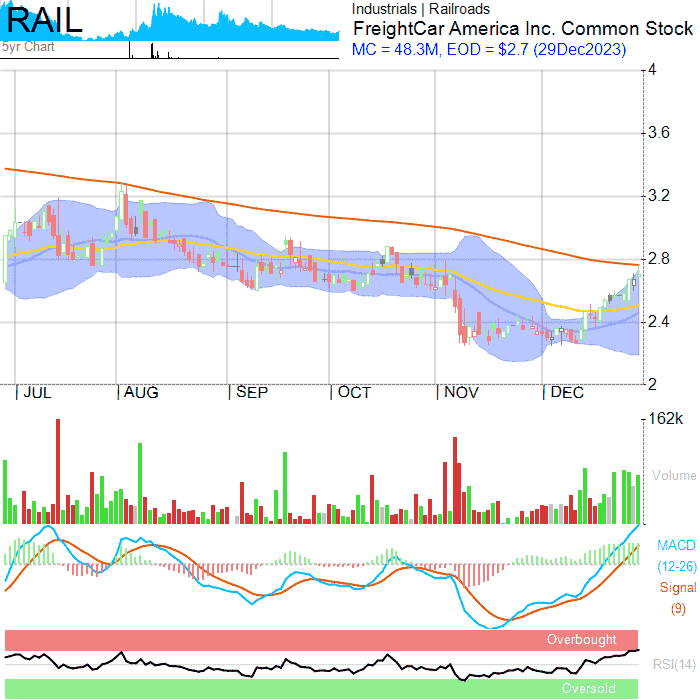 RAIL
5yr Chart
Industrials | Railroads
FreightCar America Inc. Common Stock
MC = 48.3M, EOD = $2.7 (29Dec2023)
4
3.6
3.2
2.8
2.4
2
JUL AUG SEP OCT NOV DEC
162k
Volume
MACD
(12-26)
Signal
(9)
Overbought
RSI(14)
Oversold